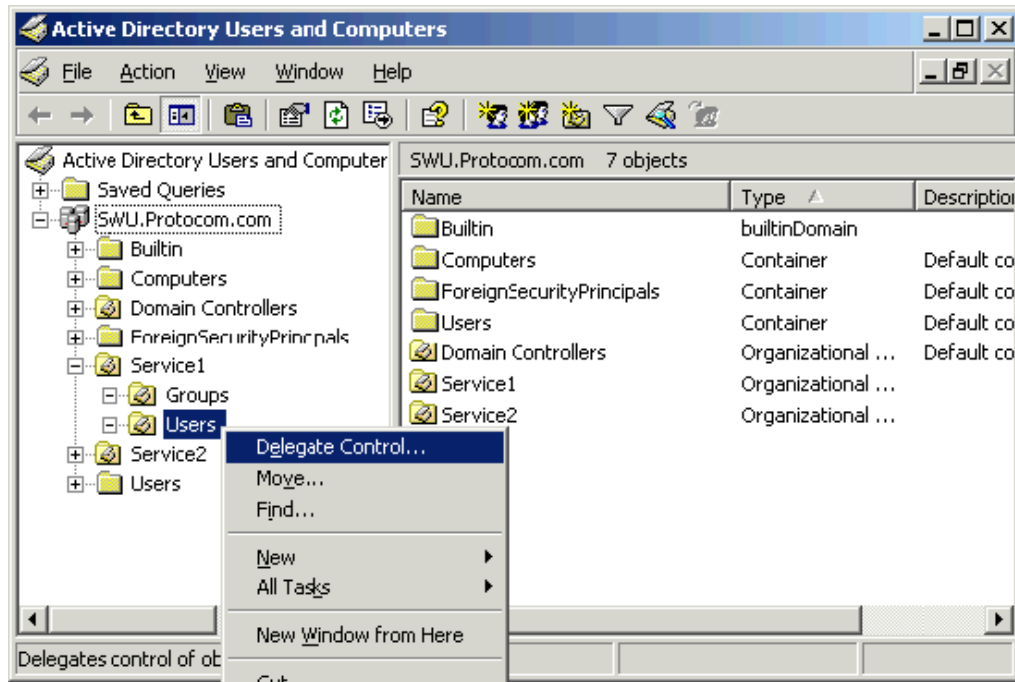 Active Directory Users and Computers
File Action View Window Help
Active Directory Users and Computer
Saved Queries
SWU.Protocom.com
Builtin
Computers
Domain Controllers
ForeignSecurityPrincpals
Service1
Groups
Users
Service2
Users
SWU.Protocom.com 7 objects
Name Type Description
Builtin builtinDomain
Computers Container Default co
ForeignSecurityPrincipals Container Default co
Users Container Default co
Domain Controllers Organizational ... Default co
Service1 Organizational ...
Service2 Organizational ...
Delegate Control...
Move...
Find...
New
All Tasks
New Window from Here
Cut
Delegates control of ob